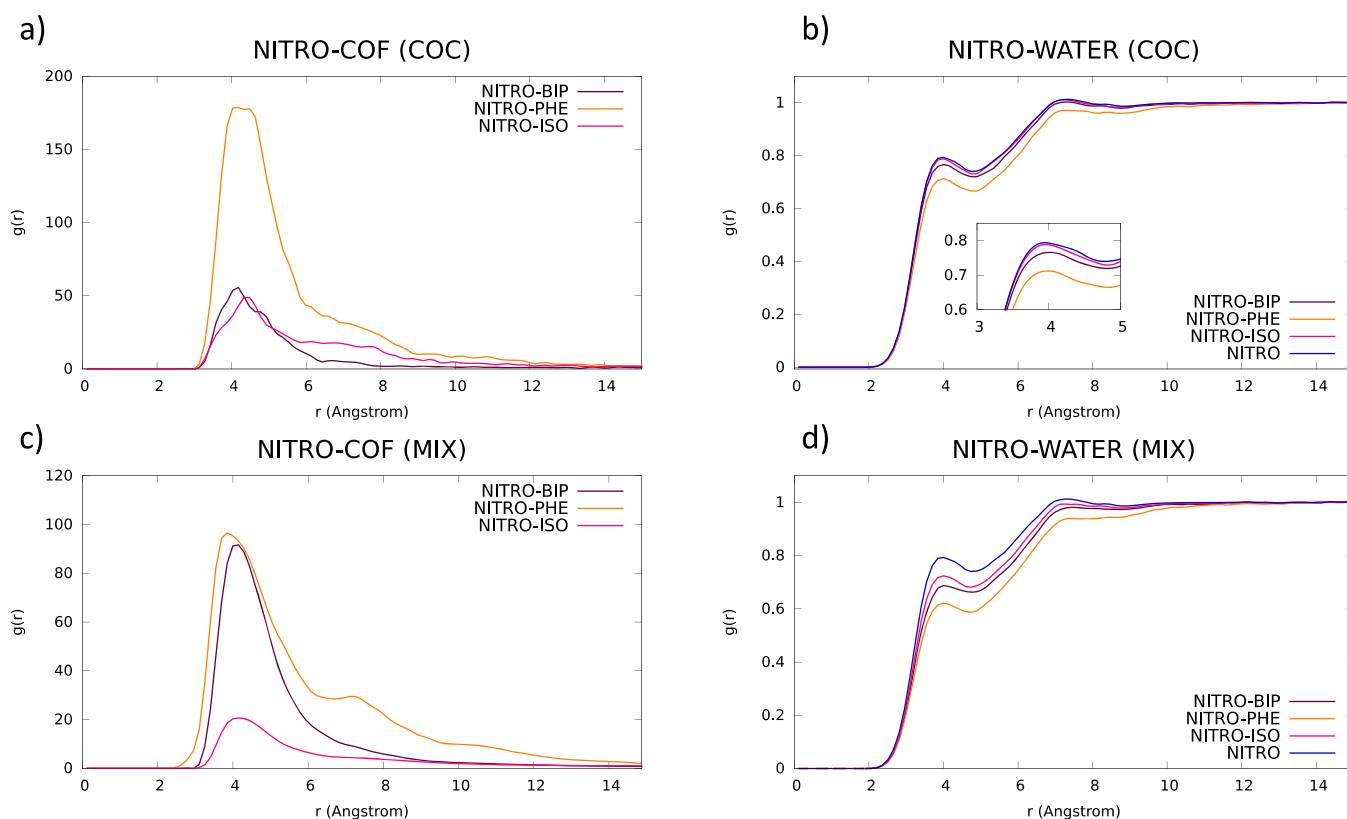 a)
NITRO-COF (COC)
200
150
100
50
0
g(r)
NITRO-BIP
NITRO-PHE
NITRO-ISO
0 2 4 6 8 10 12 14
r (Angstrom)
b)
NITRO-WATER (COC)
1
0.8
0.6
0.4
0.2
0
g(r)
0.8
0.7
0.6
3 4 5
NITRO-BIP
NITRO-PHE
NITRO-ISO
NITRO
0 2 4 6 8 10 12 14
r (Angstrom)
c)
NITRO-COF (MIX)
120
100
80
60
40
20
0
g(r)
NITRO-BIP
NITRO-PHE
NITRO-ISO
0 2 4 6 8 10 12 14
r (Angstrom)
d)
NITRO-WATER (MIX)
1
0.8
0.6
0.4
0.2
0
g(r)
NITRO-BIP
NITRO-PHE
NITRO-ISO
NITRO
0 2 4 6 8 10 12 14
r (Angstrom)